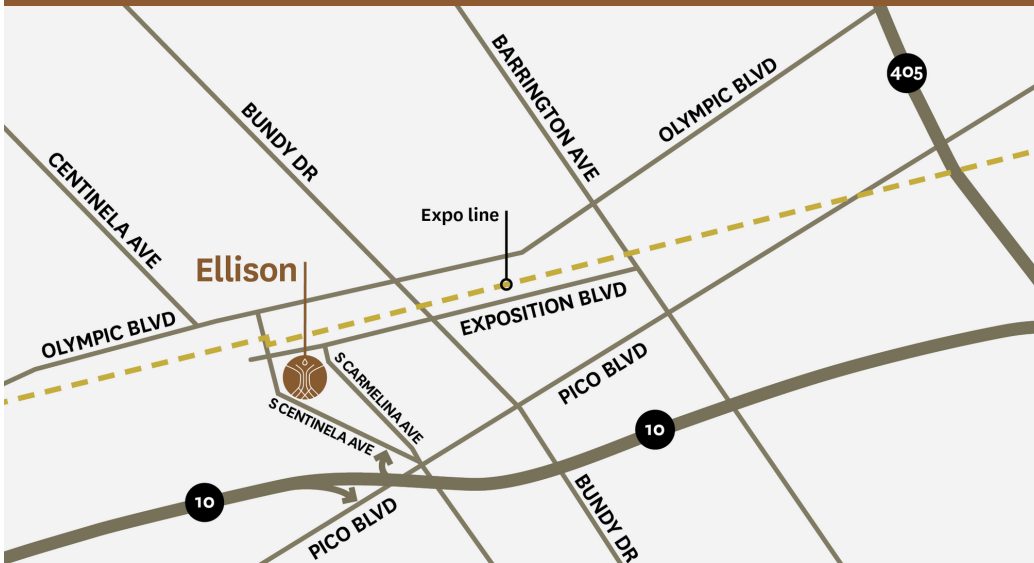 405
BARRINGTON AVE
OLYMPIC BLVD
BUNDY DR
CENTINELA AVE
Expo line
Ellison
EXPOSITION BLVD
OLYMPIC BLVD
S CARMELINA AVE
PICO BLVD
S CENTINELA AVE
10
10
PICO BLVD
BUNDY DR